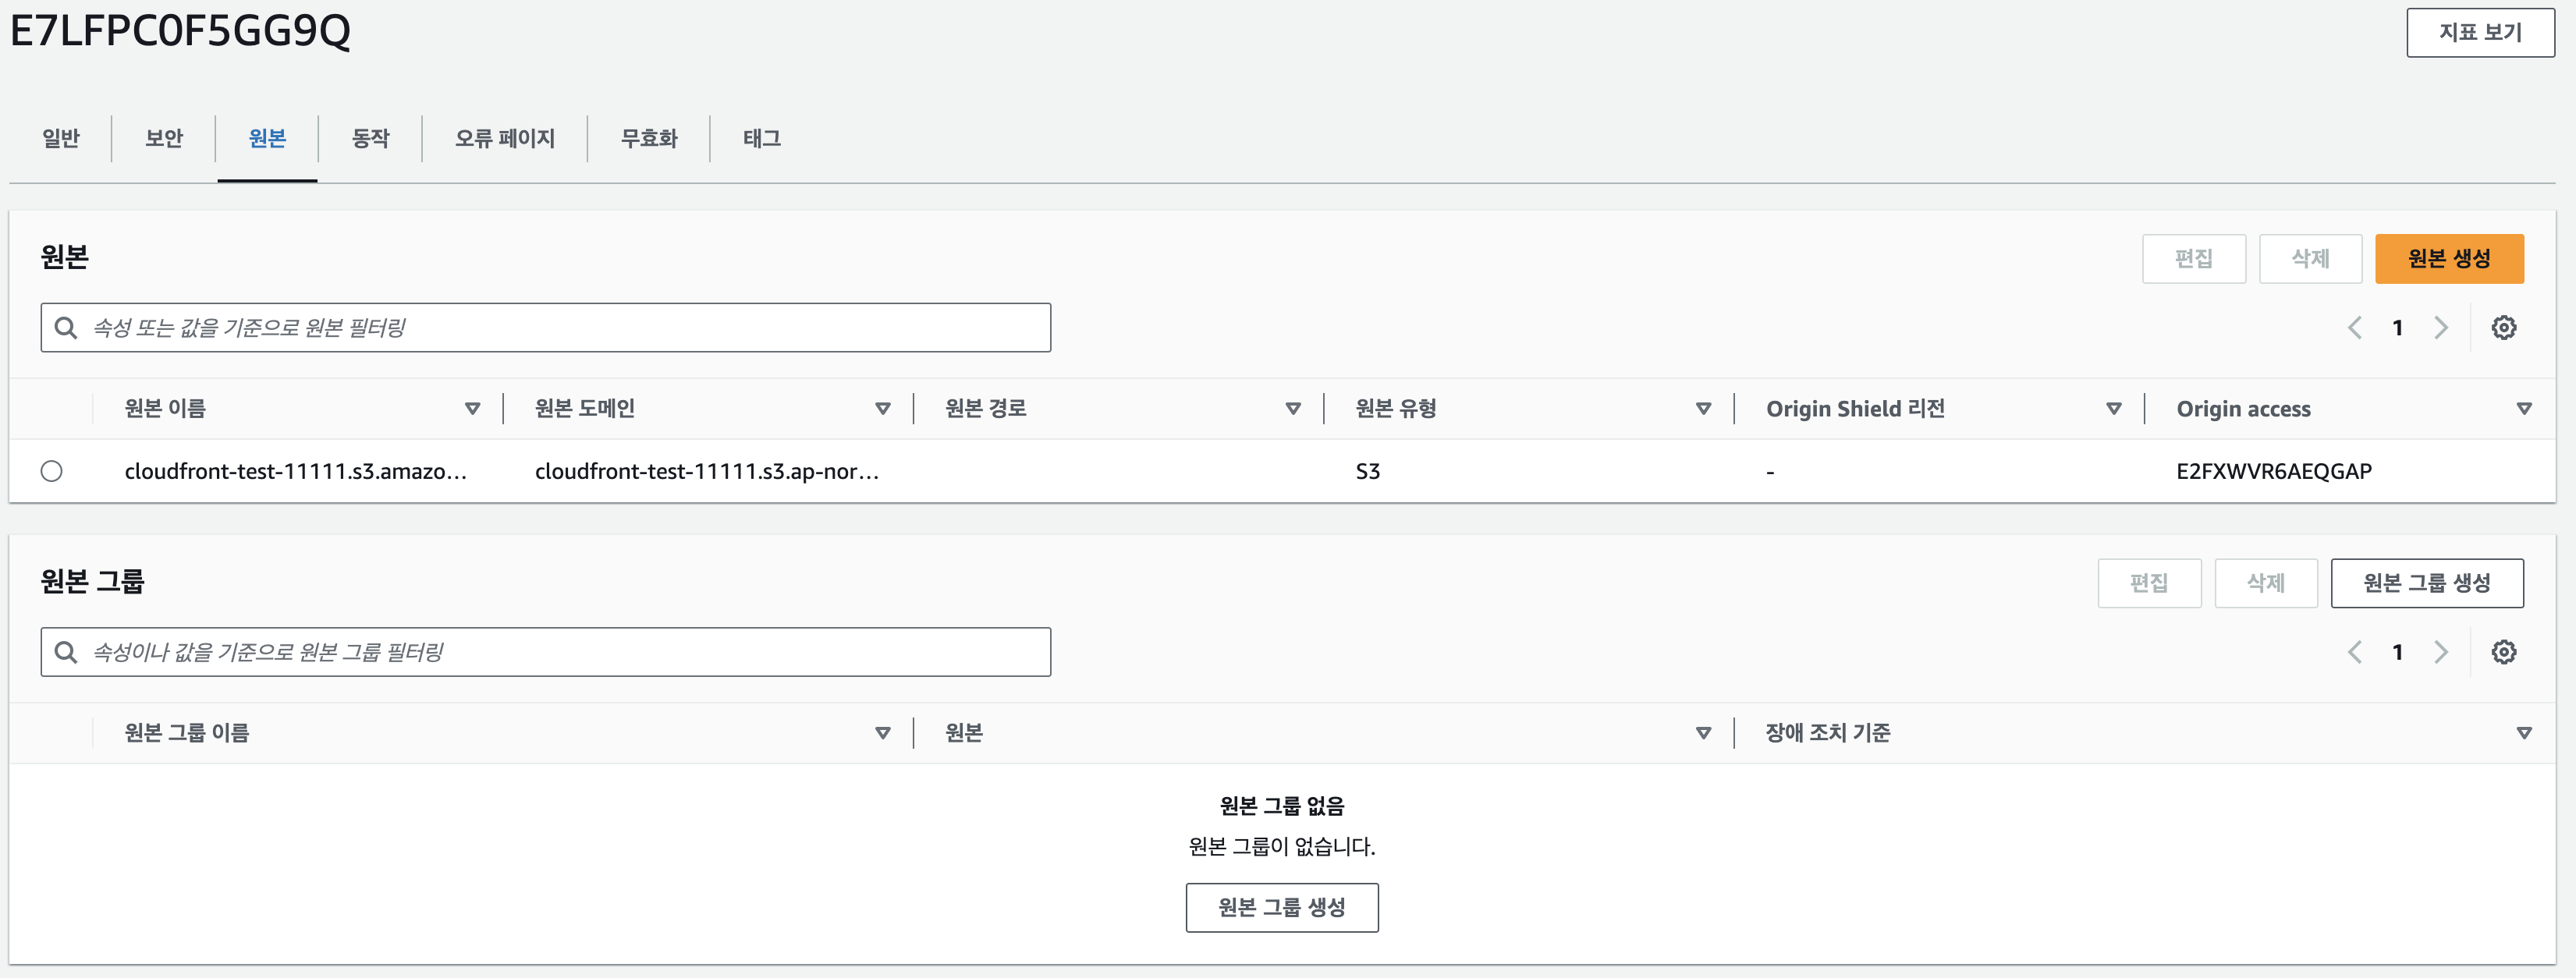 E7LFPC0F5GG9Q
지표 보기
일반 보안 원본 동작 오류 페이지 무효화 태그
원본
편집 삭제 원본 생성
속성 또는 값을 기준으로 원본 필터링
1
원본 이름 원본 도메인 원본 경로 원본 유형 Origin Shield 리전 Origin access
cloudfront-test-11111.s3.amazo... cloudfront-test-11111.s3.ap-nor... S3 - E2FXWVR6AEQGAP
원본 그룹
편집 삭제 원본 그룹 생성
속성이나 값을 기준으로 원본 그룹 필터링
1
원본 그룹 이름 원본 장애 조치 기준
원본 그룹 없음
원본 그룹이 없습니다.
원본 그룹 생성